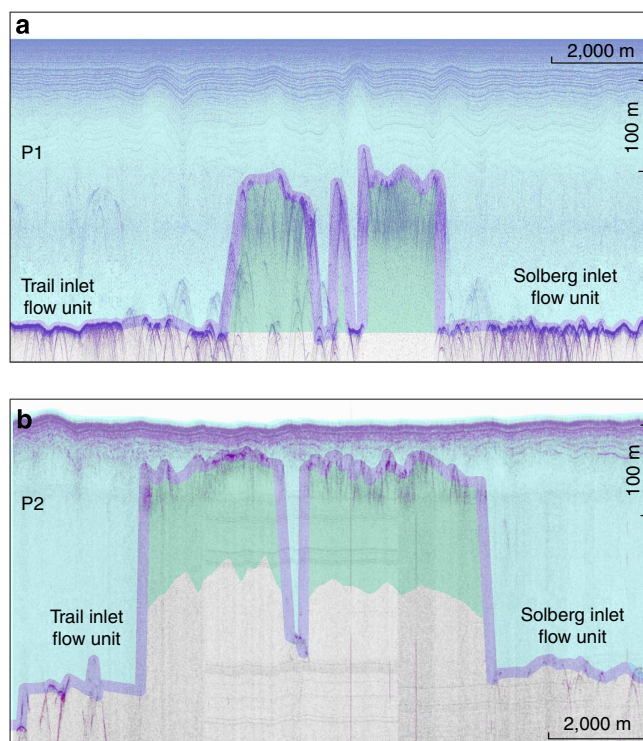 a
2,000 m
100 m
P1
Trail inlet
flow unit
Solberg inlet
flow unit
b
100 m
P2
Trail inlet
flow unit
Solberg inlet
flow unit
2,000 m